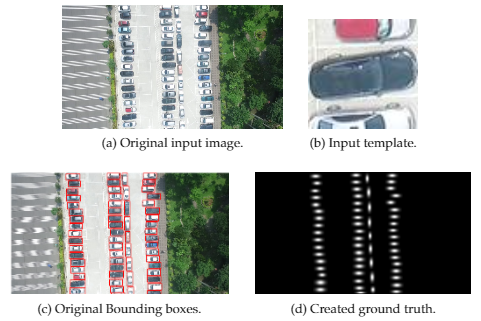 (a) Original input image.
(b) Input template.
(c) Original Bounding boxes.
(d) Created ground truth.